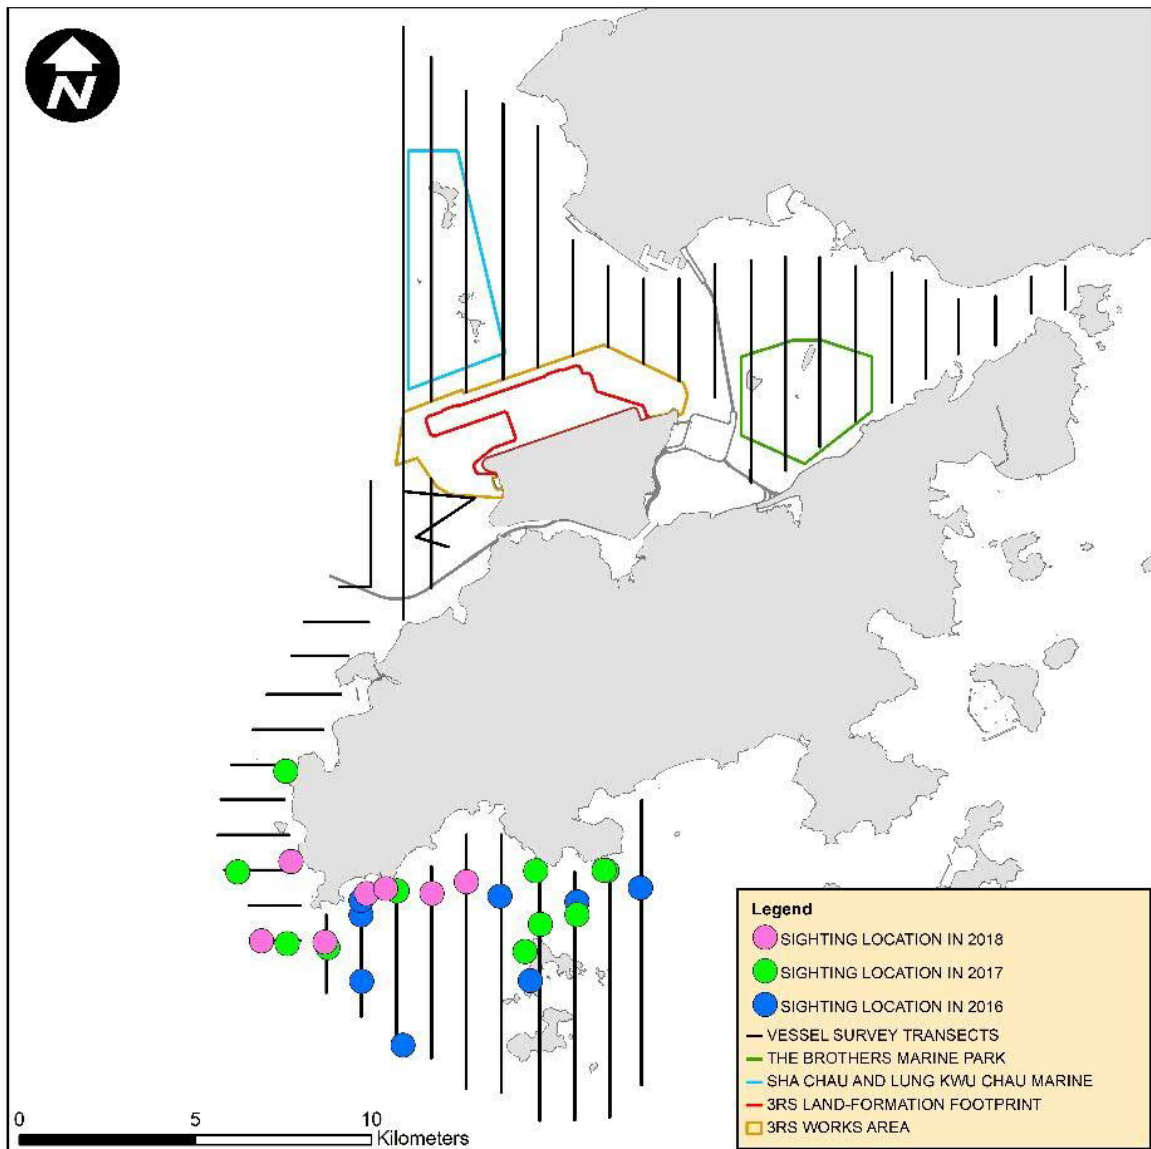 N
Legend
SIGHTING LOCATION IN 2018
SIGHTING LOCATION IN 2017
SIGHTING LOCATION IN 2016
VESSEL SURVEY TRANSECTS
THE BROTHERS MARINE PARK
SHA CHAU AND LUNG KWU CHAU MARINE
3RS LAND-FORMATION FOOTPRINT
3RS WORKS AREA
0 5 10
Kilometers